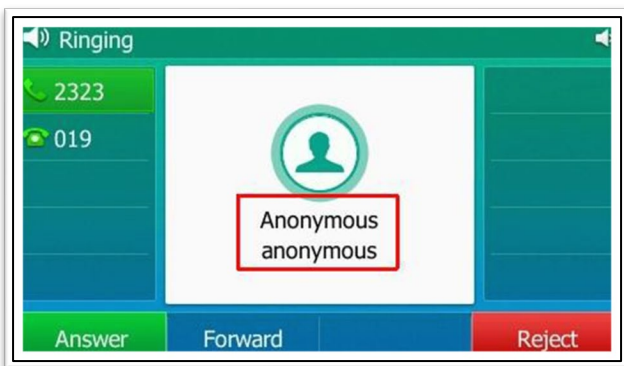 Ringing
2323
019
Anonymous
anonymous
Answer
Forward
Reject